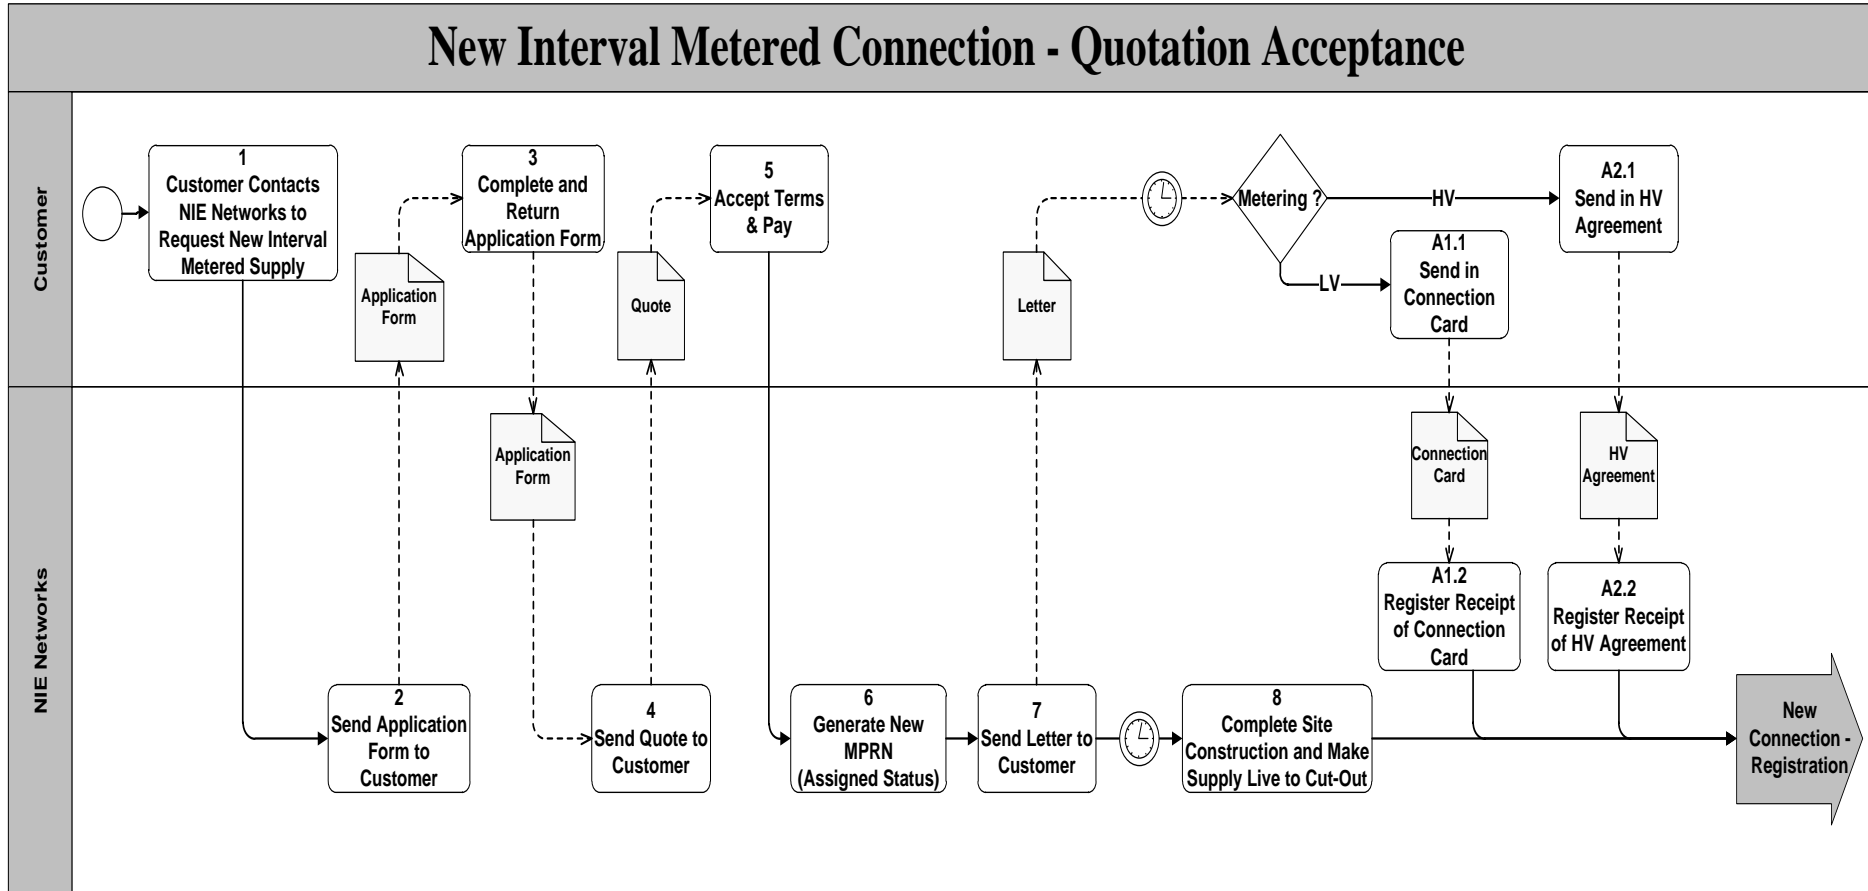 New Interval Metered Connection - Quotation Acceptance
Customer
1
Customer Contacts
NIE Networks to
Request New Interval
Metered Supply
Application
Form
3
Complete and
Return
Application Form
Quote
5
Accept Terms
& Pay
Letter
Metering ?
HV
LV
A1.1
Send in
Connection
Card
A2.1
Send in HV
Agreement
NIE Networks
2
Send Application
Form to
Customer
Application
Form
4
Send Quote to
Customer
6
Generate New
MPRN
(Assigned Status)
7
Send Letter to
Customer
8
Complete Site
Construction and Make
Supply Live to Cut-Out
Connection
Card
A1.2
Register Receipt
of Connection
Card
HV
Agreement
A2.2
Register Receipt
of HV Agreement
New
Connection -
Registration